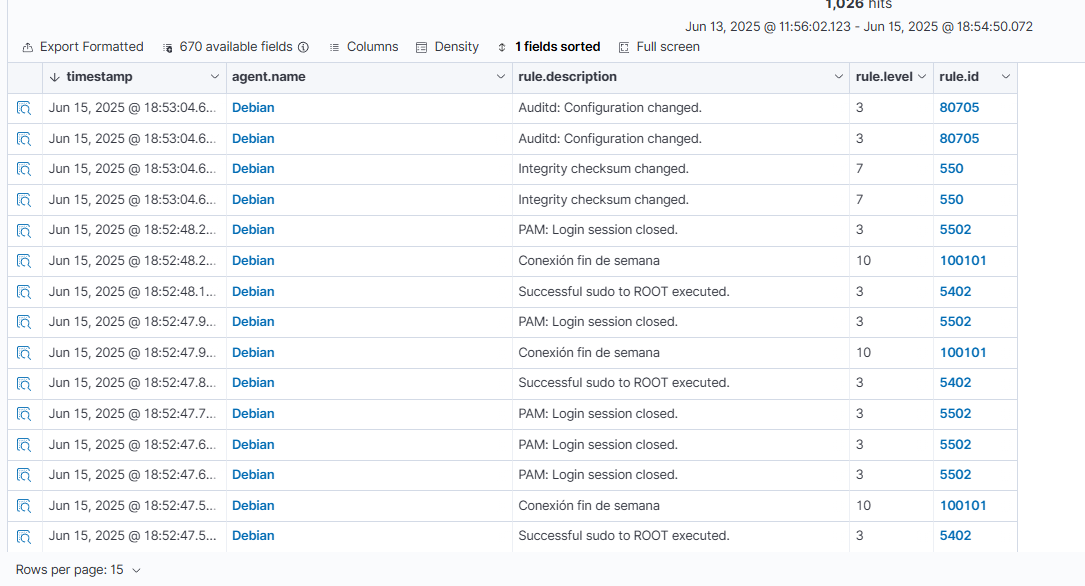 1,026 hits
Jun 13, 2025 @ 11:56:02.123 - Jun 15, 2025 @ 18:54:50.072
Export Formatted 670 available fields Columns Density 1 fields sorted Full screen
timestamp agent.name rule.description rule.level rule.id
Jun 15, 2025 @ 18:53:04.6... Debian Auditd: Configuration changed. 3 80705
Jun 15, 2025 @ 18:53:04.6... Debian Auditd: Configuration changed. 3 80705
Jun 15, 2025 @ 18:53:04.6... Debian Integrity checksum changed. 7 550
Jun 15, 2025 @ 18:53:04.6... Debian Integrity checksum changed. 7 550
Jun 15, 2025 @ 18:52:48.2... Debian PAM: Login session closed. 3 5502
Jun 15, 2025 @ 18:52:48.2... Debian Conexión fin de semana 10 100101
Jun 15, 2025 @ 18:52:48.1... Debian Successful sudo to ROOT executed. 3 5402
Jun 15, 2025 @ 18:52:47.9... Debian PAM: Login session closed. 3 5502
Jun 15, 2025 @ 18:52:47.9... Debian Conexión fin de semana 10 100101
Jun 15, 2025 @ 18:52:47.8... Debian Successful sudo to ROOT executed. 3 5402
Jun 15, 2025 @ 18:52:47.7... Debian PAM: Login session closed. 3 5502
Jun 15, 2025 @ 18:52:47.6... Debian PAM: Login session closed. 3 5502
Jun 15, 2025 @ 18:52:47.6... Debian PAM: Login session closed. 3 5502
Jun 15, 2025 @ 18:52:47.5... Debian Conexión fin de semana 10 100101
Jun 15, 2025 @ 18:52:47.5... Debian Successful sudo to ROOT executed. 3 5402
Rows per page: 15